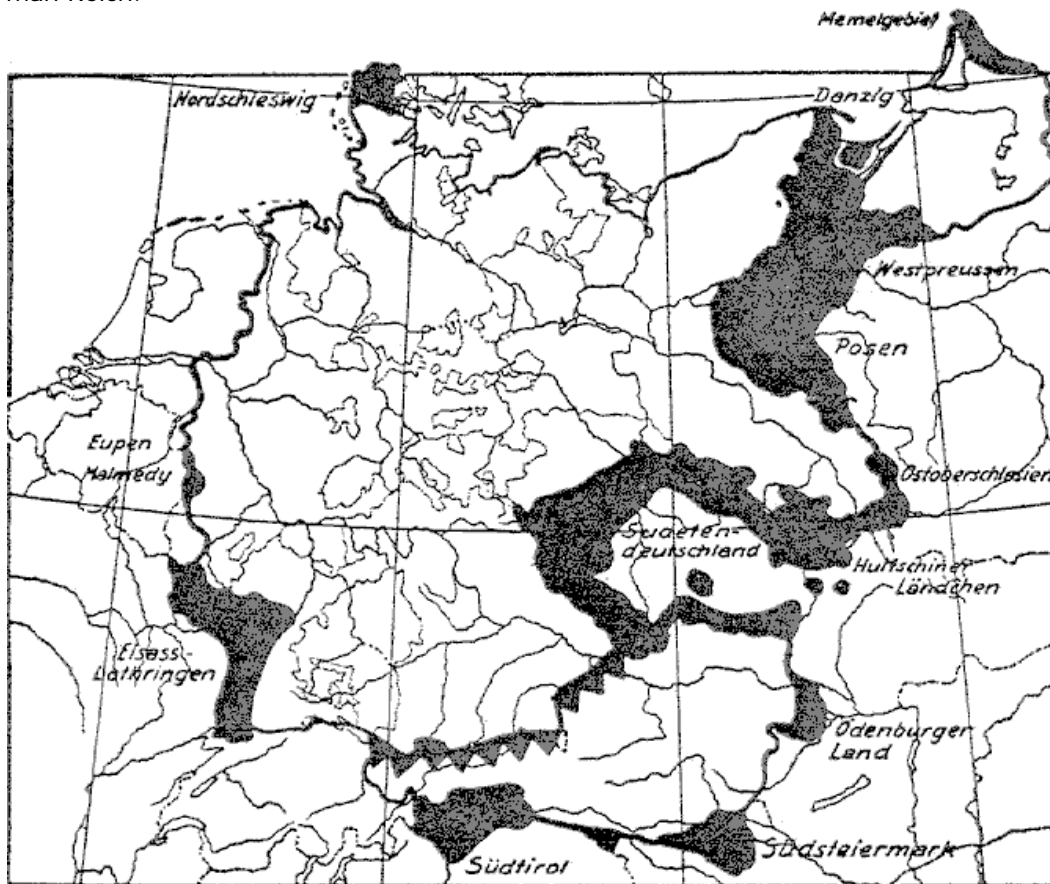 Memelgebiet
Nordschleswig
Danzig
Westpreussen
Posen
Eupen
Malmedy
Ostoberschlesien
Sudeten-
deutschland
Hultschiner
Ländchen
Elsass-
Lothringen
Ödenburger
Land
Südtirol
Südsteiermark